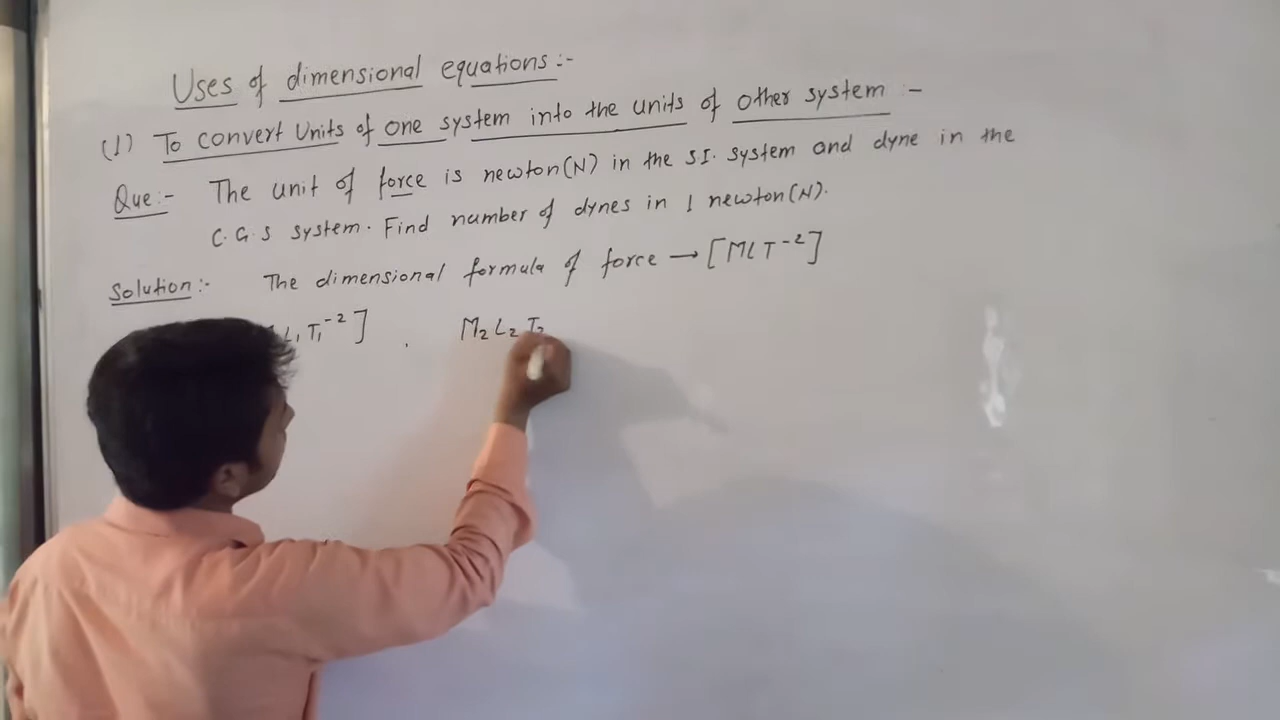 Uses of dimensional equations:-
(1) To convert Units of one system into the units of other system :-
Que:- The unit of force is newton(N) in the S.I. system and dyne in the
C.G.S system. Find number of dynes in 1 newton(N).
Solution:- The dimensional formula of force → [MLT⁻²]
L₁T₁⁻²] , M₂L₂T₂